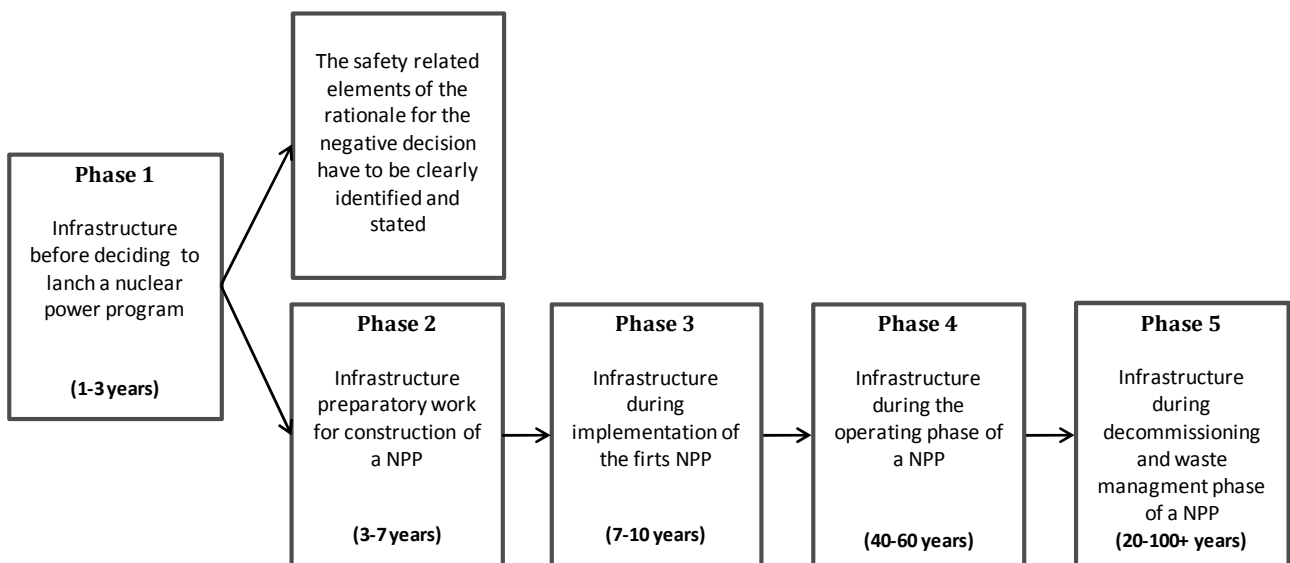 Phase 1
Infrastructure
before deciding to
lanch a nuclear
power program
(1-3 years)
The safety related
elements of the
rationale for the
negative decision
have to be clearly
identified and
stated
Phase 2
Infrastructure
preparatory work
for construction of
a NPP
(3-7 years)
Phase 3
Infrastructure
during
implementation of
the firts NPP
(7-10 years)
Phase 4
Infrastructure
during the
operating phase of
a NPP
(40-60 years)
Phase 5
Infrastructure
during
decommissioning
and waste
managment phase
of a NPP
(20-100+ years)